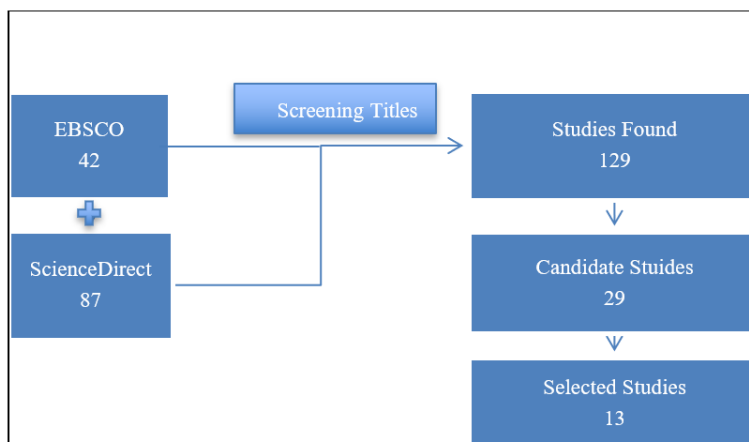 EBSCO
42
ScienceDirect
87
Screening Titles
Studies Found
129
Candidate Stuides
29
Selected Studies
13